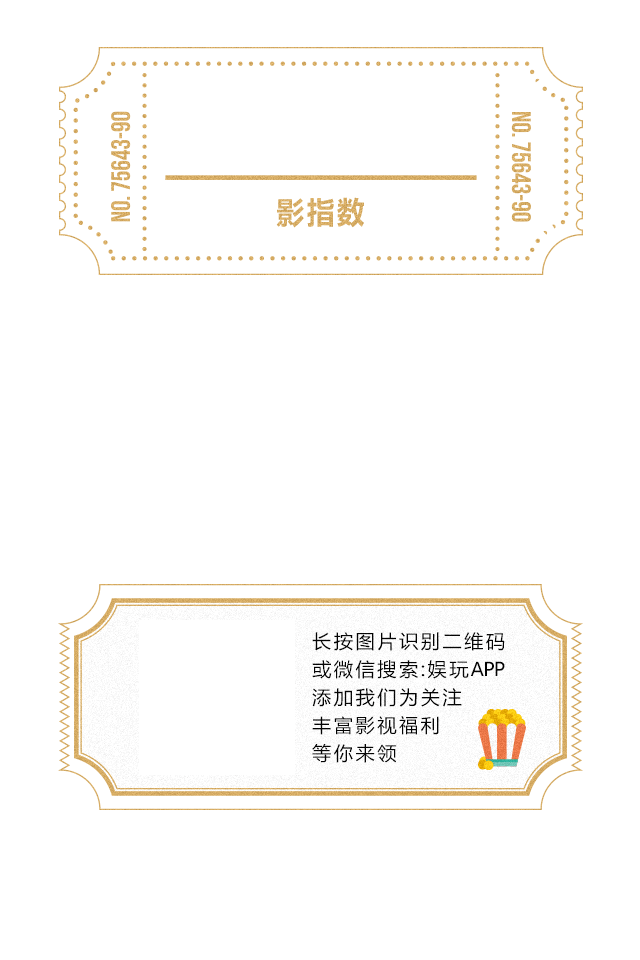 NO. 75643-90
影指数
NO. 75643-90
长按图片识别二维码
或微信搜索:娱玩APP
添加我们为关注
丰富影视福利
等你来领